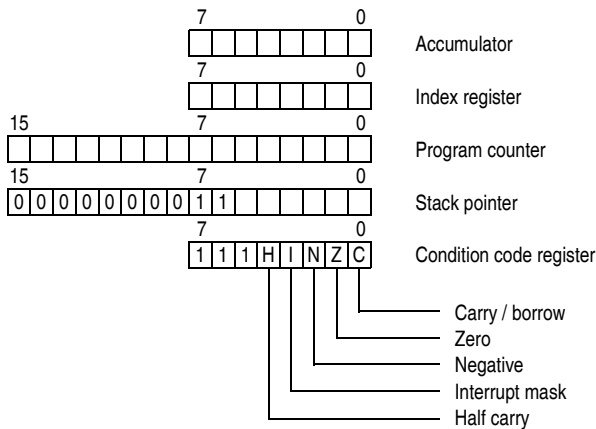 7 0
Accumulator
7 0
Index register
15 7 0
Program counter
15 7 0
0 0 0 0 0 0 0 0 1 1
Stack pointer
7 0
1 1 1 H I N Z C
Condition code register
Carry / borrow
Zero
Negative
Interrupt mask
Half carry